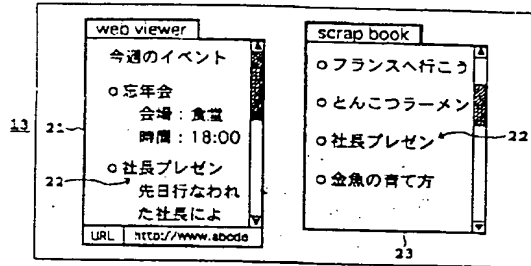 web viewer
今週のイベント
○忘年会
会場：食堂
時間：18:00
○社長プレゼン
先日行なわれ
た社長によ
URL http://www.abcde
scrap book
○フランスへ行こう
○とんこつラーメン
○社長プレゼン
○金魚の育て方
13
21
22
22
23